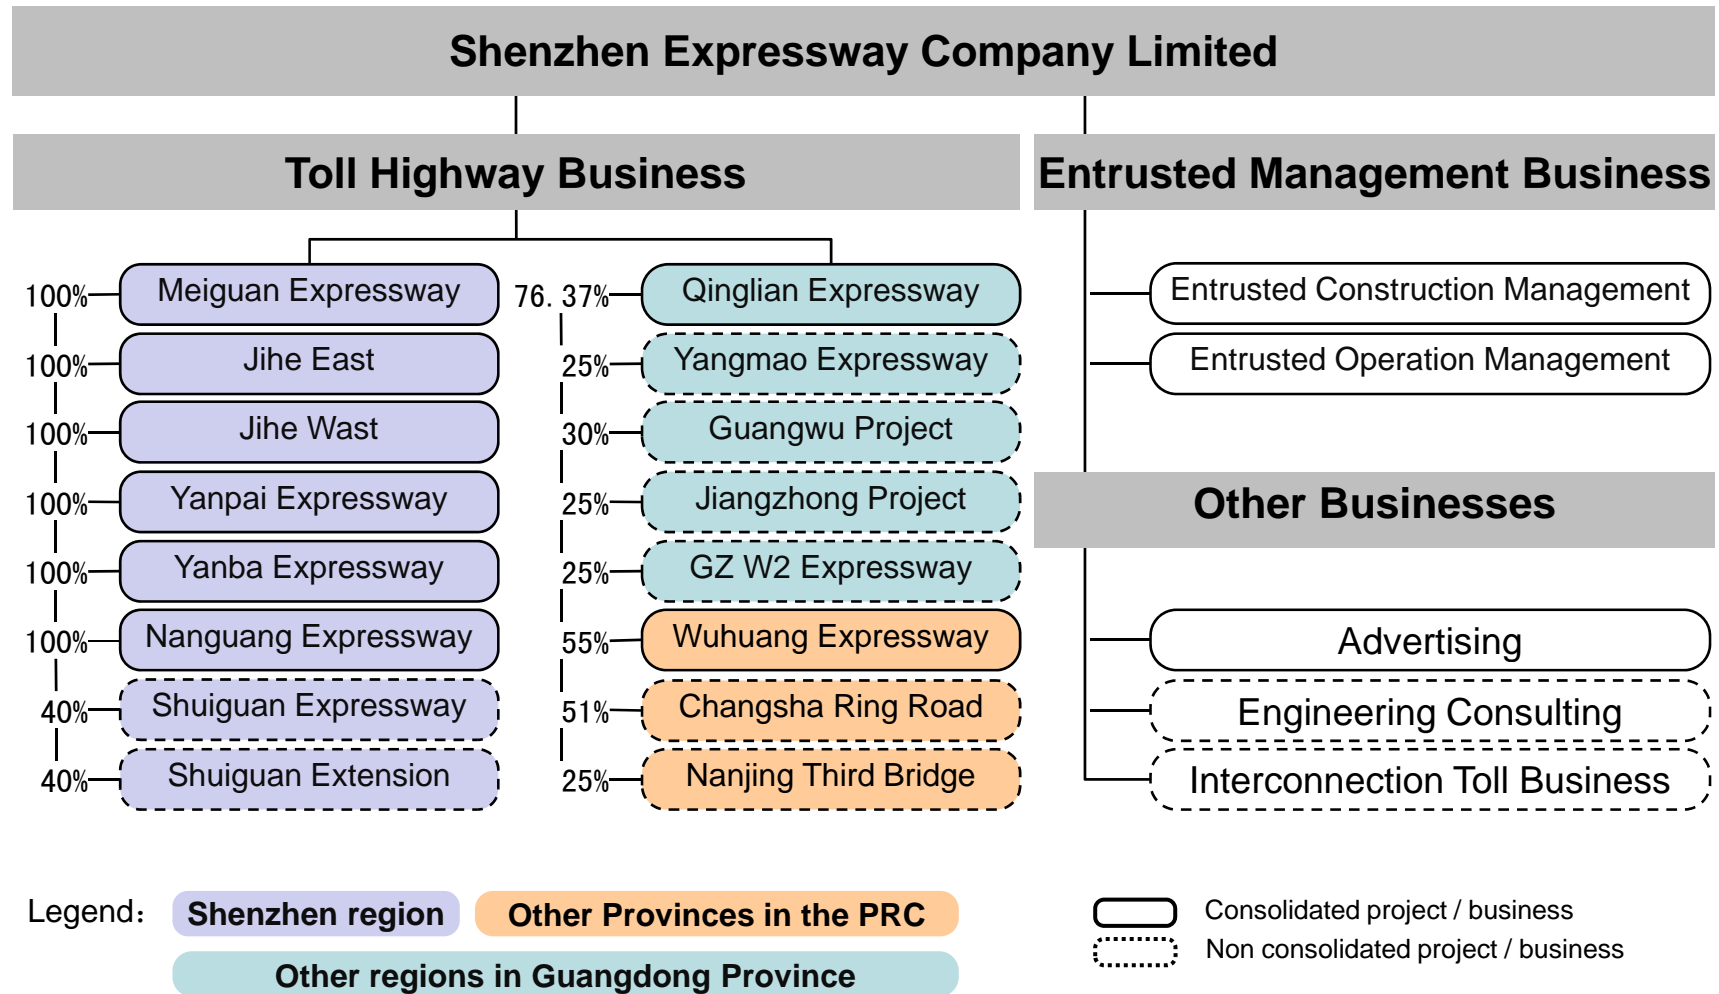 Shenzhen Expressway Company Limited
Toll Highway Business
Entrusted Management Business
100% Meiguan Expressway
100% Jihe East
100% Jihe Wast
100% Yanpai Expressway
100% Yanba Expressway
100% Nanguang Expressway
40% Shuiguan Expressway
40% Shuiguan Extension
76.37% Qinglian Expressway
25% Yangmao Expressway
30% Guangwu Project
25% Jiangzhong Project
25% GZ W2 Expressway
55% Wuhuang Expressway
51% Changsha Ring Road
25% Nanjing Third Bridge
Entrusted Construction Management
Entrusted Operation Management
Other Businesses
Advertising
Engineering Consulting
Interconnection Toll Business
Legend:
Shenzhen region
Other Provinces in the PRC
Other regions in Guangdong Province
Consolidated project / business
Non consolidated project / business